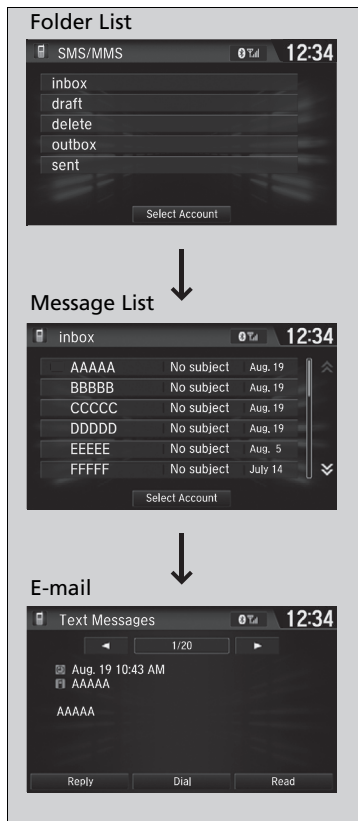 Folder List
SMS/MMS 12:34
inbox
draft
delete
outbox
sent
Select Account
Message List
inbox 12:34
AAAAA No subject Aug. 19
BBBBB No subject Aug. 19
CCCCC No subject Aug. 19
DDDDD No subject Aug. 19
EEEEE No subject Aug. 5
FFFFF No subject July 14
Select Account
E-mail
Text Messages 12:34
1/20
Aug. 19 10:43 AM
AAAAA
AAAAA
Reply Dial Read